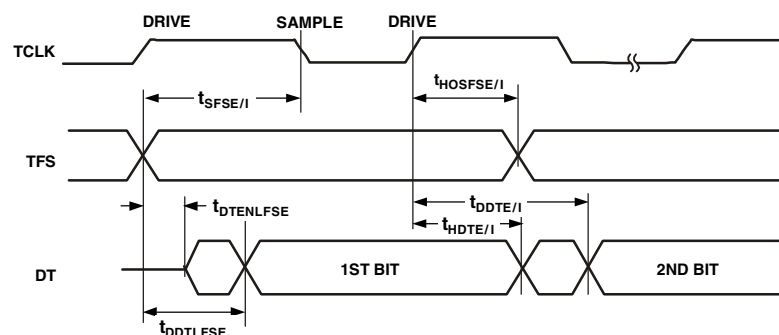 DRIVE SAMPLE DRIVE
TCLK
tSFSE/I
tHOSFSE/I
TFS
tDTENLFSE
tDDTE/I
tHDTE/I
DT
1ST BIT
2ND BIT
tDDTLFSE